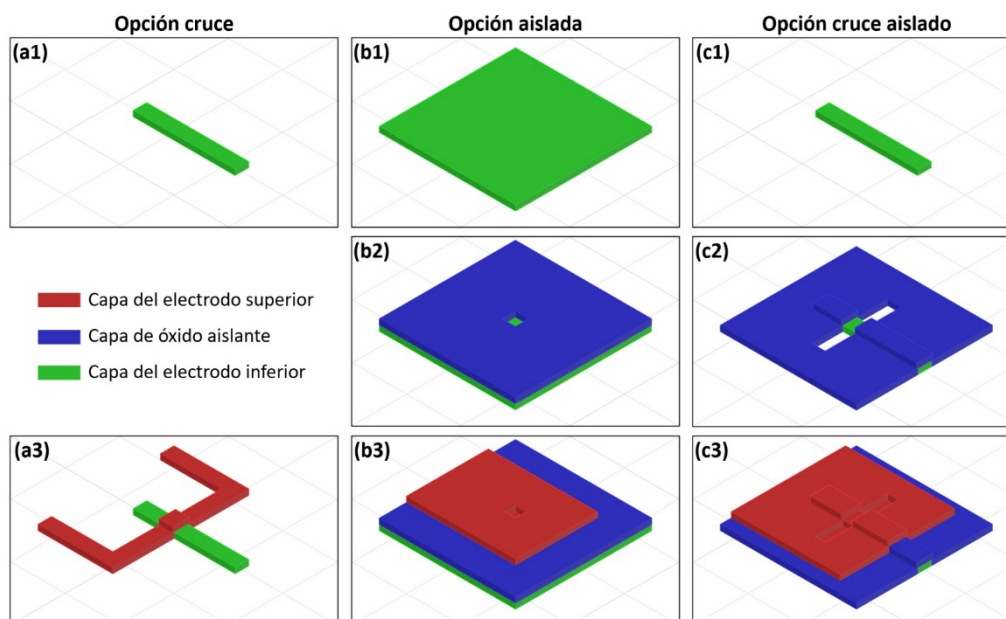 Opción cruce
Opción aislada
Opción cruce aislado
(a1)
(b1)
(c1)
(b2)
(c2)
Capa del electrodo superior
Capa de óxido aislante
Capa del electrodo inferior
(a3)
(b3)
(c3)